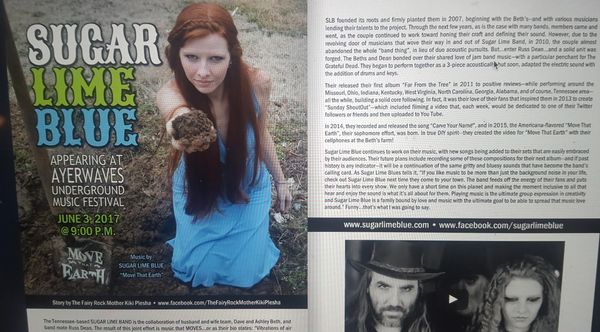 SUGAR
LIME
BLUE
APPEARING AT
AYERWAVES
UNDERGROUND
MUSIC FESTIVAL
JUNE 3, 2017
@ 9:00 P.M.
MOVE
THAT
EARTH
Music by
SUGAR LIME BLUE
"Move That Earth"
Story by The Fairy Rock Mother Kiki Plesha • www.facebook.com/TheFairyRockMotherKikiPlesha
The Tennessee-based SUGAR LIME BLAND is the collaboration of husband and wife team, Dave and Ashley Beth, and
band mate Russ Dean. The result of this joint effort is music that MOVES...or as their bio states: "Vibrations of air
SLB founded its roots and firmly planted them in 2007, beginning with the Beth's–and with various musicians
lending their talents to the project. Through the next few years, as is the case with many bands, members came and
went, as the couple continued to work toward honing their craft and defining their sound. However, due to the
revolving door of musicians that wove their way in and out of Sugar Lime Band, in 2010, the couple almost
abandoned the whole "band thing", in lieu of duo acoustic pursuits. But...enter Russ Dean...and a solid unit was
forged. The Beths and Dean bonded over their shared love of jam band music–with a particular penchant for The
Grateful Dead. They began to perform together as a 3-piece acoustic, but soon, adapted the electric sound with
the addition of drums and keys.
Together, they released their first album "Far From the Tree" in 2011 to positive reviews–while performing around the
Missouri, Ohio, Indiana, Kentucky, West Virginia, North Carolina, Georgia, Alabama, and of course, Tennessee area–
all the while, building a solid core following. In fact, it was their love of their fans that inspired them in 2013 to create
"Sunday ShoutOut"–which included filming a video that, each week, would be dedicated to one of their Twitter
followers or friends and then uploaded to YouTube.
In 2014, they recorded and released the song "Carve Your Name", and in 2015, the Americana-flavored "Move That
Earth", their sophomore effort, was born. In true DIY spirit– they created the video for "Move That Earth" with their
cellphones at the Beth's farm!
Sugar Lime Blue continues to work on their music, with new songs being added to their sets that are easily embraced
by their audiences. Their future plans include recording some of these compositions for their next album–and if past
history is any indicator–it will be a continuation of the same gritty and bluesy sounds that have become the band's
calling card. As Sugar Lime Blues tells it, "If you like music to be more than just the background noise in your life,
check out Sugar Lime Blue next time they come to your town. The band feeds off the energy of their fans and puts
their hearts into every show. We only have a short time on this planet and making the moment inclusive to all that
hear and enjoy the sound is what it's all about for them. Playing music is the ultimate group expression in creativity
and Sugar Lime Blue is a family bound by love and music with the ultimate goal to be able to spread that music love
around." Funny...that's what I was going to say.
www.sugarlimeblue.com • www.facebook.com/sugarlimeblue